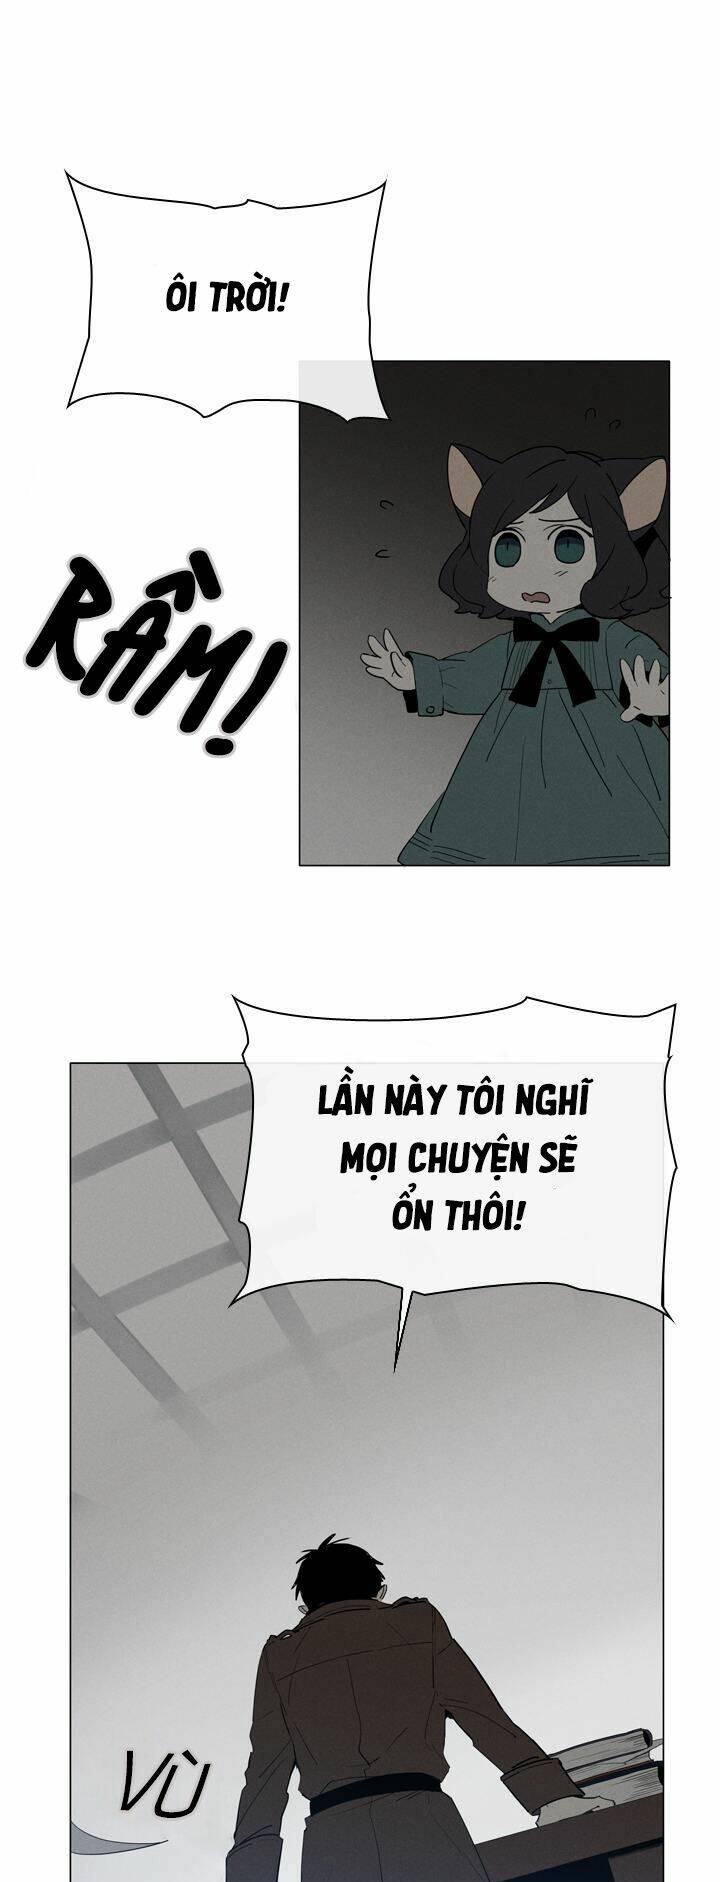 ÔI TRỜI!
RẦM!
LẦN NÀY TÔI NGHĨ
MỌI CHUYỆN SẼ
ỔN THÔI!
VÙ